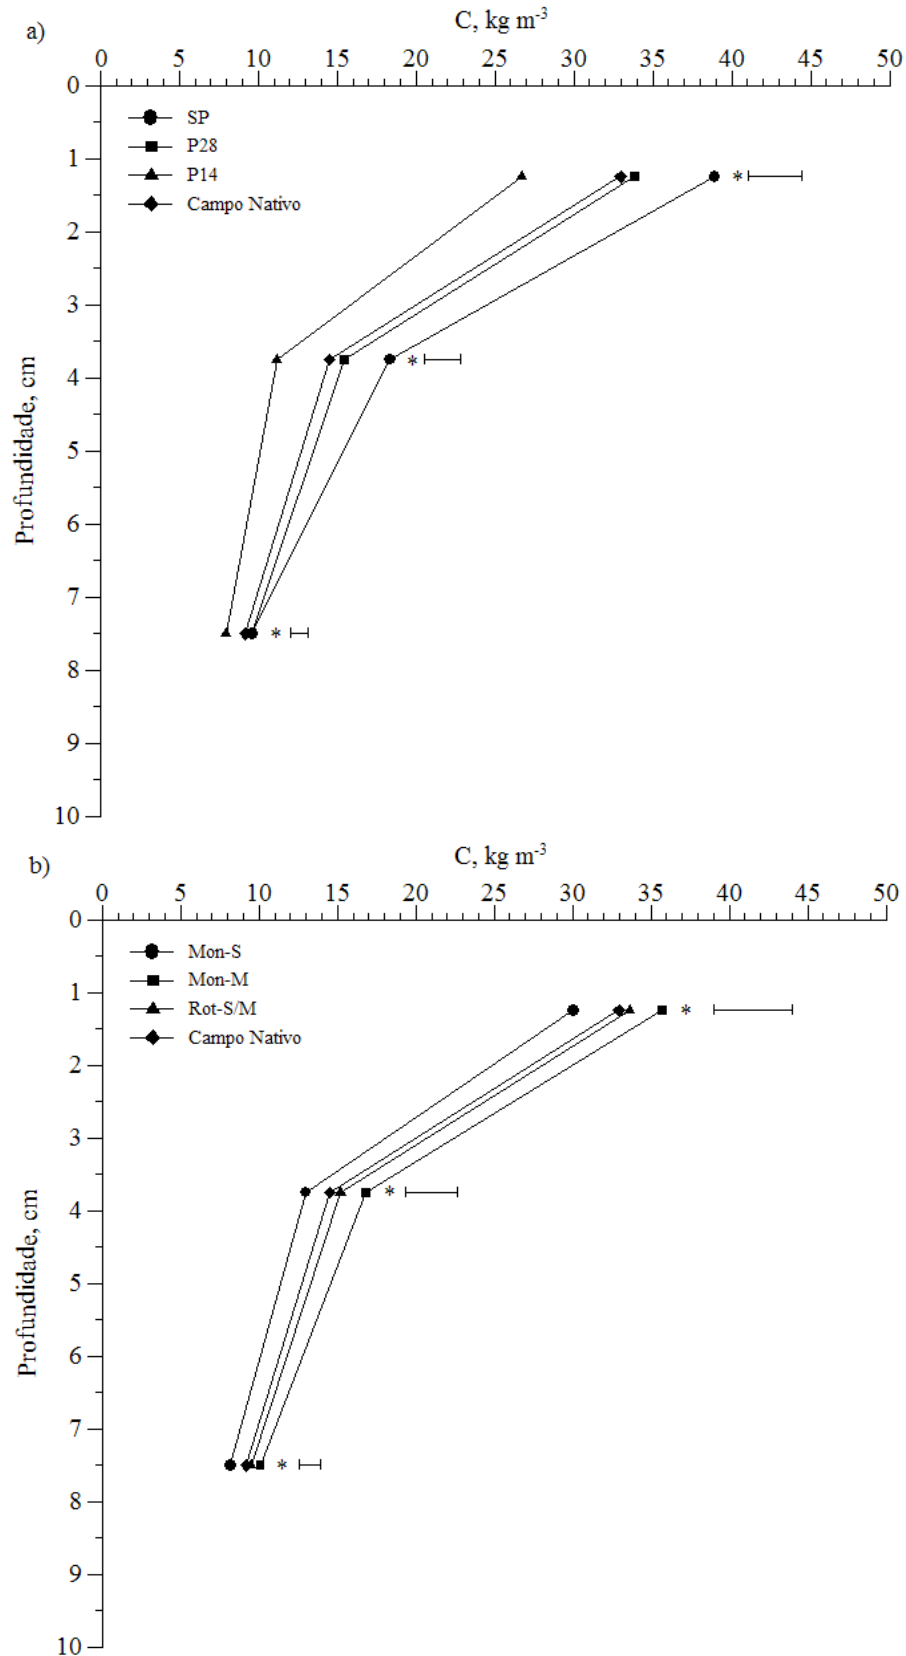 a)
C, kg m-3
0 5 10 15 20 25 30 35 40 45 50
0
SP
P28
P14
Campo Nativo
1
*
2
3
4
*
5
6
7
*
8
9
10
Profundidade, cm
b)
C, kg m-3
0 5 10 15 20 25 30 35 40 45 50
0
Mon-S
Mon-M
Rot-S/M
Campo Nativo
1
*
2
3
*
4
5
6
7
*
8
9
10
Profundidade, cm